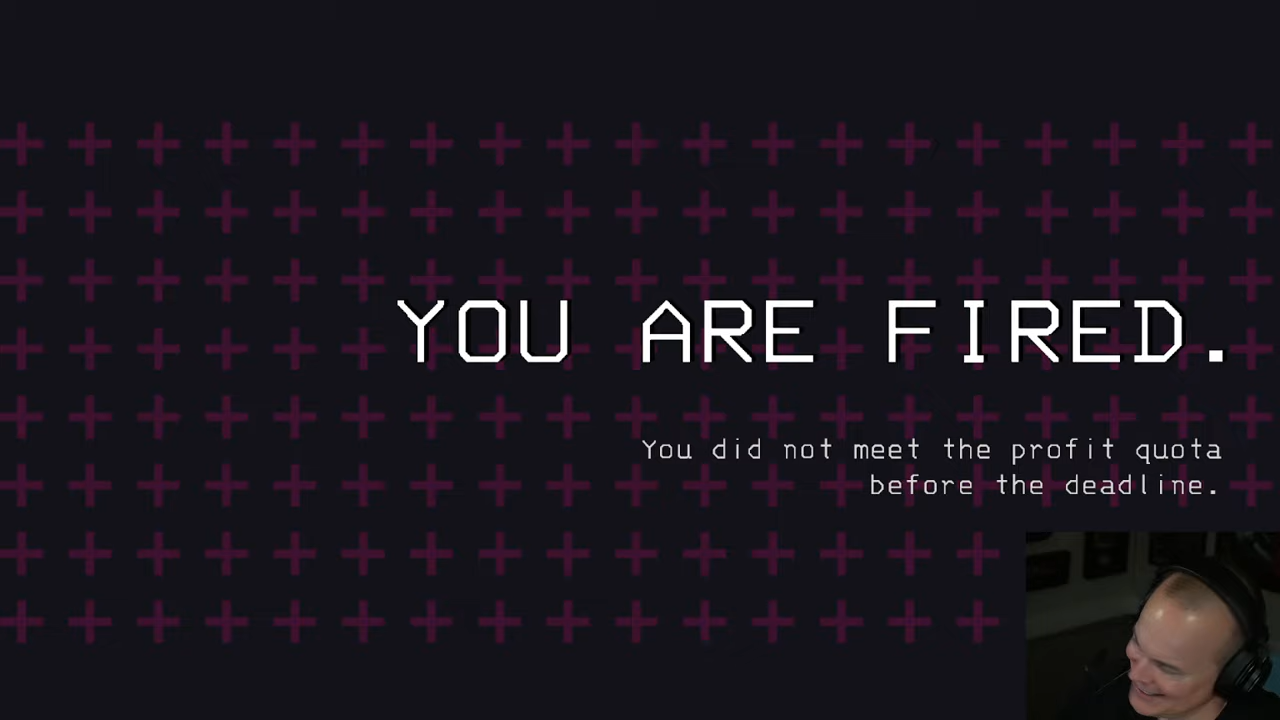 YOU ARE FIRED.
You did not meet the profit quota
before the deadline.